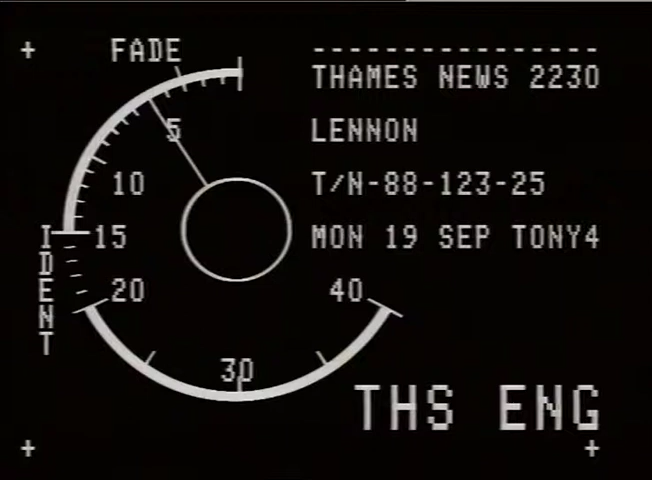 FADE
----------------
THAMES NEWS 2230
5
LENNON
10
T/N-88-123-25
15
MON 19 SEP TONY4
IDENT
20
40
30
THS ENG